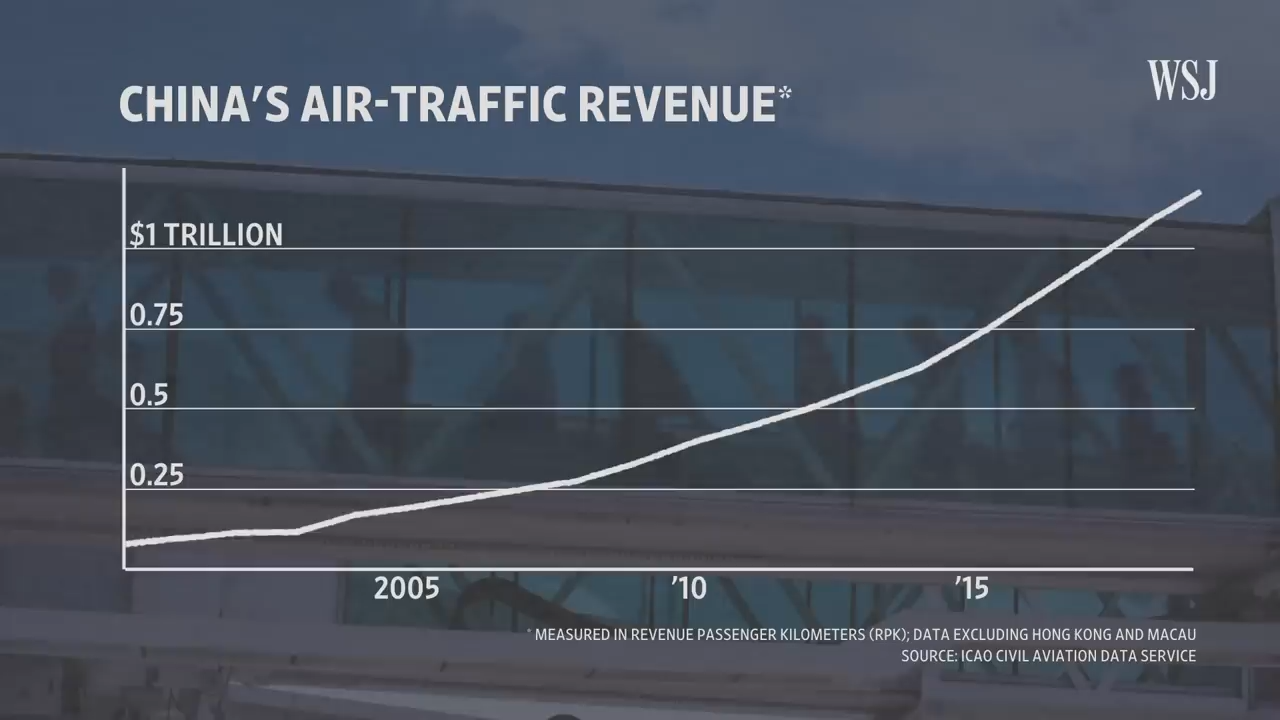 WSJ
CHINA'S AIR-TRAFFIC REVENUE*
$1 TRILLION
0.75
0.5
0.25
2005 '10 '15
* MEASURED IN REVENUE PASSENGER KILOMETERS (RPK); DATA EXCLUDING HONG KONG AND MACAU
SOURCE: ICAO CIVIL AVIATION DATA SERVICE